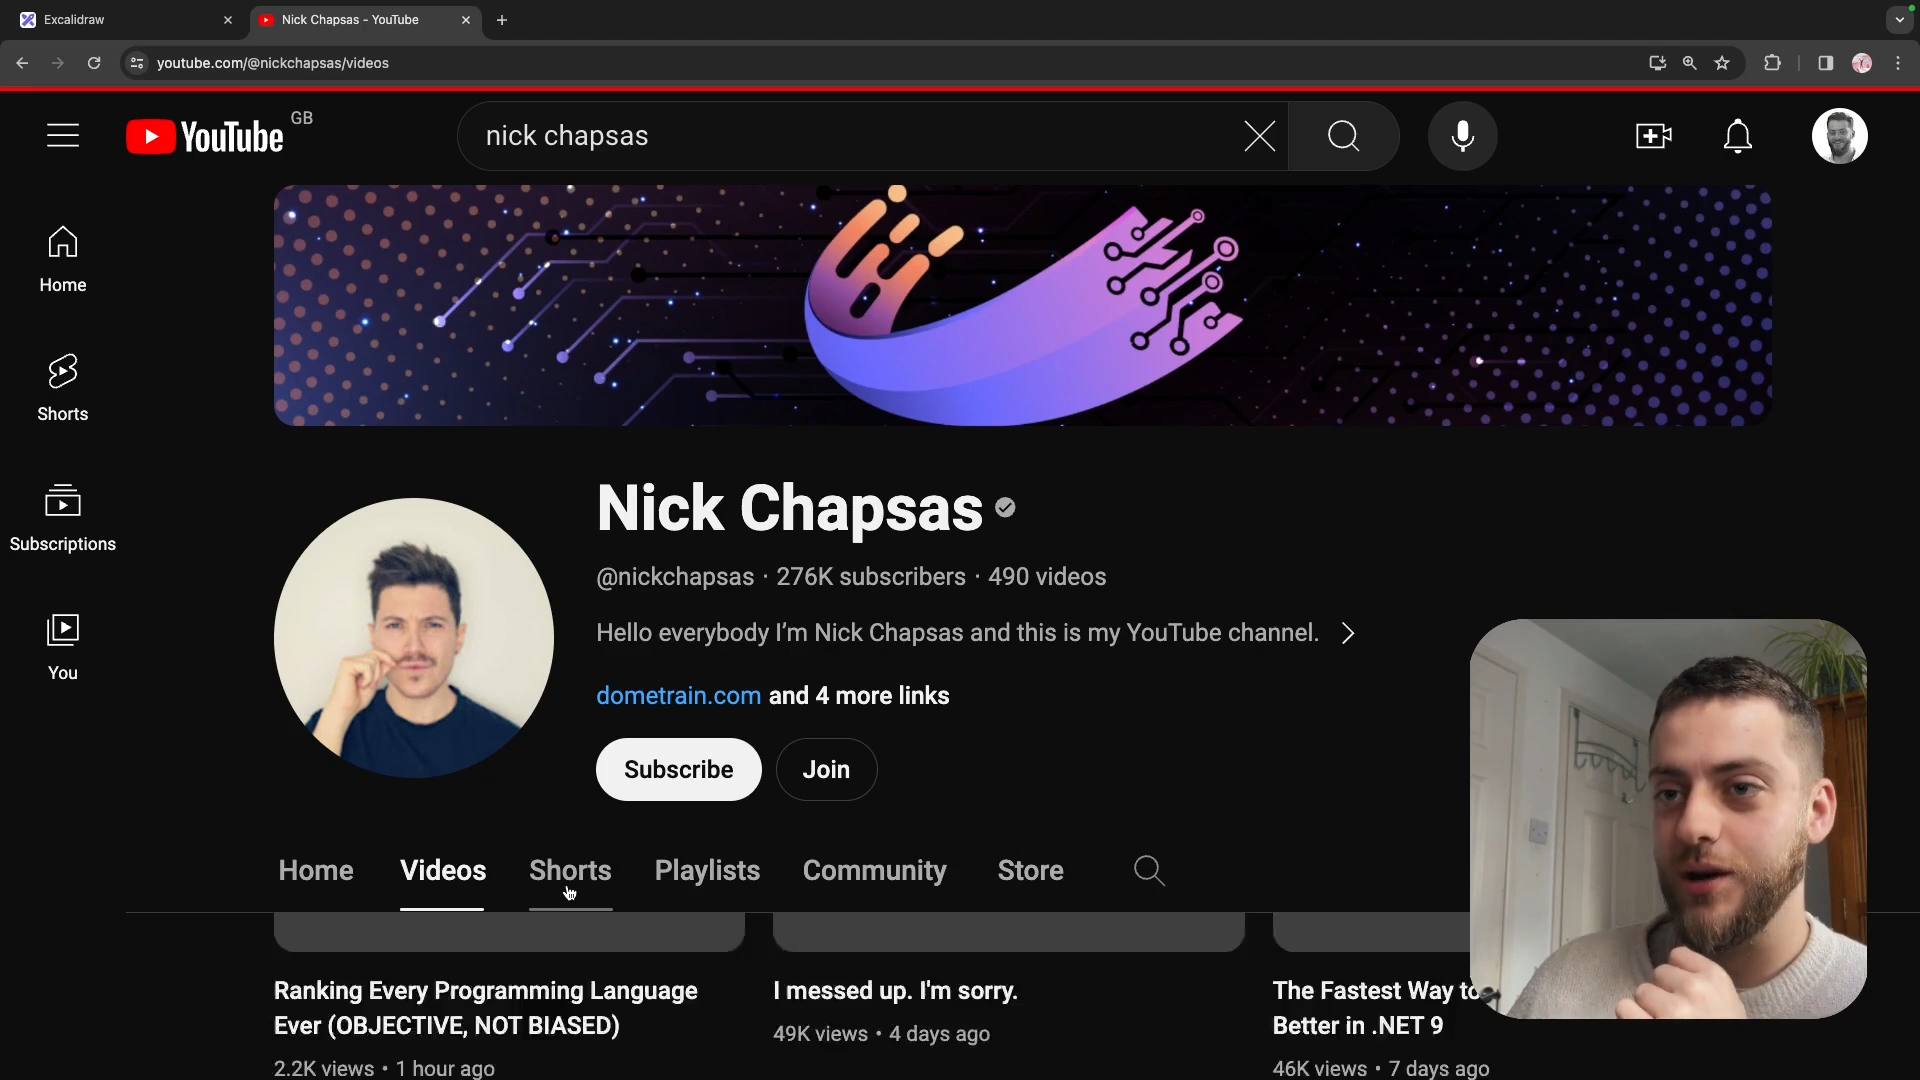 Excalidraw
Nick Chapsas - YouTube
youtube.com/@nickchapsas/videos
YouTube GB
nick chapsas
Home
Shorts
Subscriptions
You
Nick Chapsas
@nickchapsas · 276K subscribers · 490 videos
Hello everybody I'm Nick Chapsas and this is my YouTube channel.
dometrain.com and 4 more links
Subscribe
Join
Home
Videos
Shorts
Playlists
Community
Store
Ranking Every Programming Language
Ever (OBJECTIVE, NOT BIASED)
2.2K views • 1 hour ago
I messed up. I'm sorry.
49K views • 4 days ago
The Fastest Way to
Better in .NET 9
46K views • 7 days ago